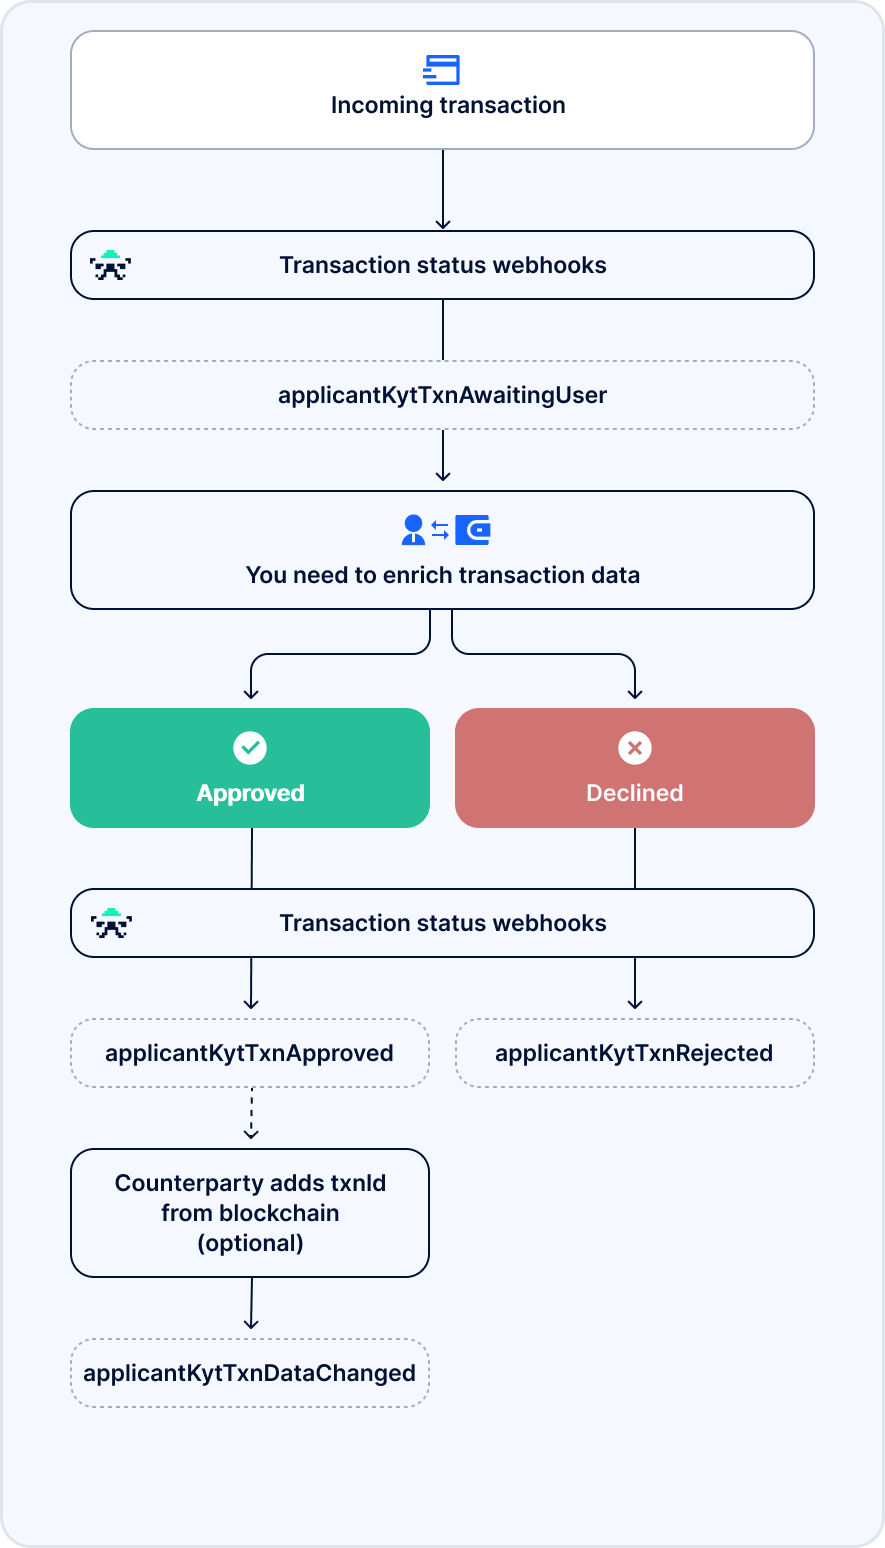 Incoming transaction
Transaction status webhooks
applicantKytTxnAwaitingUser
You need to enrich transaction data
Approved
Declined
Transaction status webhooks
applicantKytTxnApproved
applicantKytTxnRejected
Counterparty adds txnId
from blockchain
(optional)
applicantKytTxnDataChanged